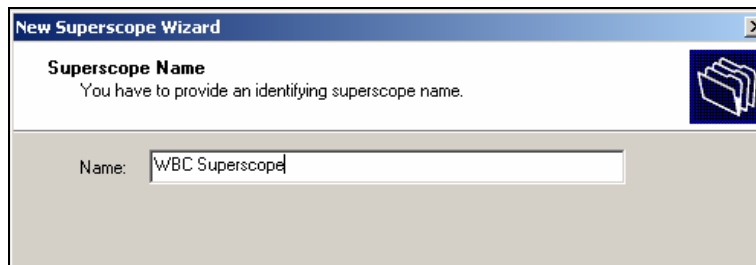 New Superscope Wizard
Superscope Name
You have to provide an identifying superscope name.
Name: WBC Superscope